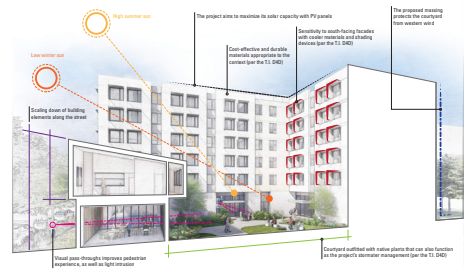 High summer sun
The project aims to maximize its solar capacity with PV panels
The proposed massing
protects the courtyard
from western wind
Sensitivity to south-facing facades
with cooler materials and shading
devices (per the T.I. D4D)
Cost-effective and durable
materials appropriate to the
context (per the T.I. D4D)
Low winter sun
Scaling down of building
elements along the street
Visual pass-throughs improves pedestrian
experience, as well as light intrusion
Courtyard outfitted with native plants that can also function
as the project's stormwater management (per the T.I. D4D)